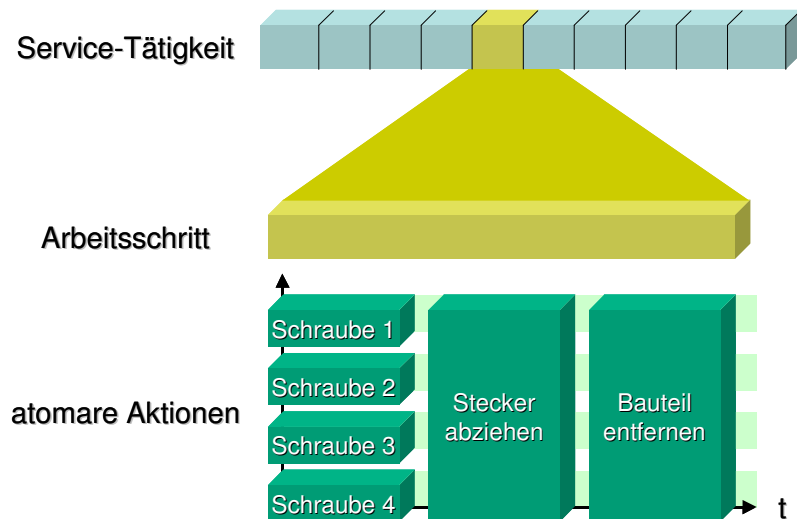 Service-Tätigkeit
Arbeitsschritt
atomare Aktionen
Schraube 1
Schraube 2
Schraube 3
Schraube 4
Stecker
abziehen
Bauteil
entfernen
t